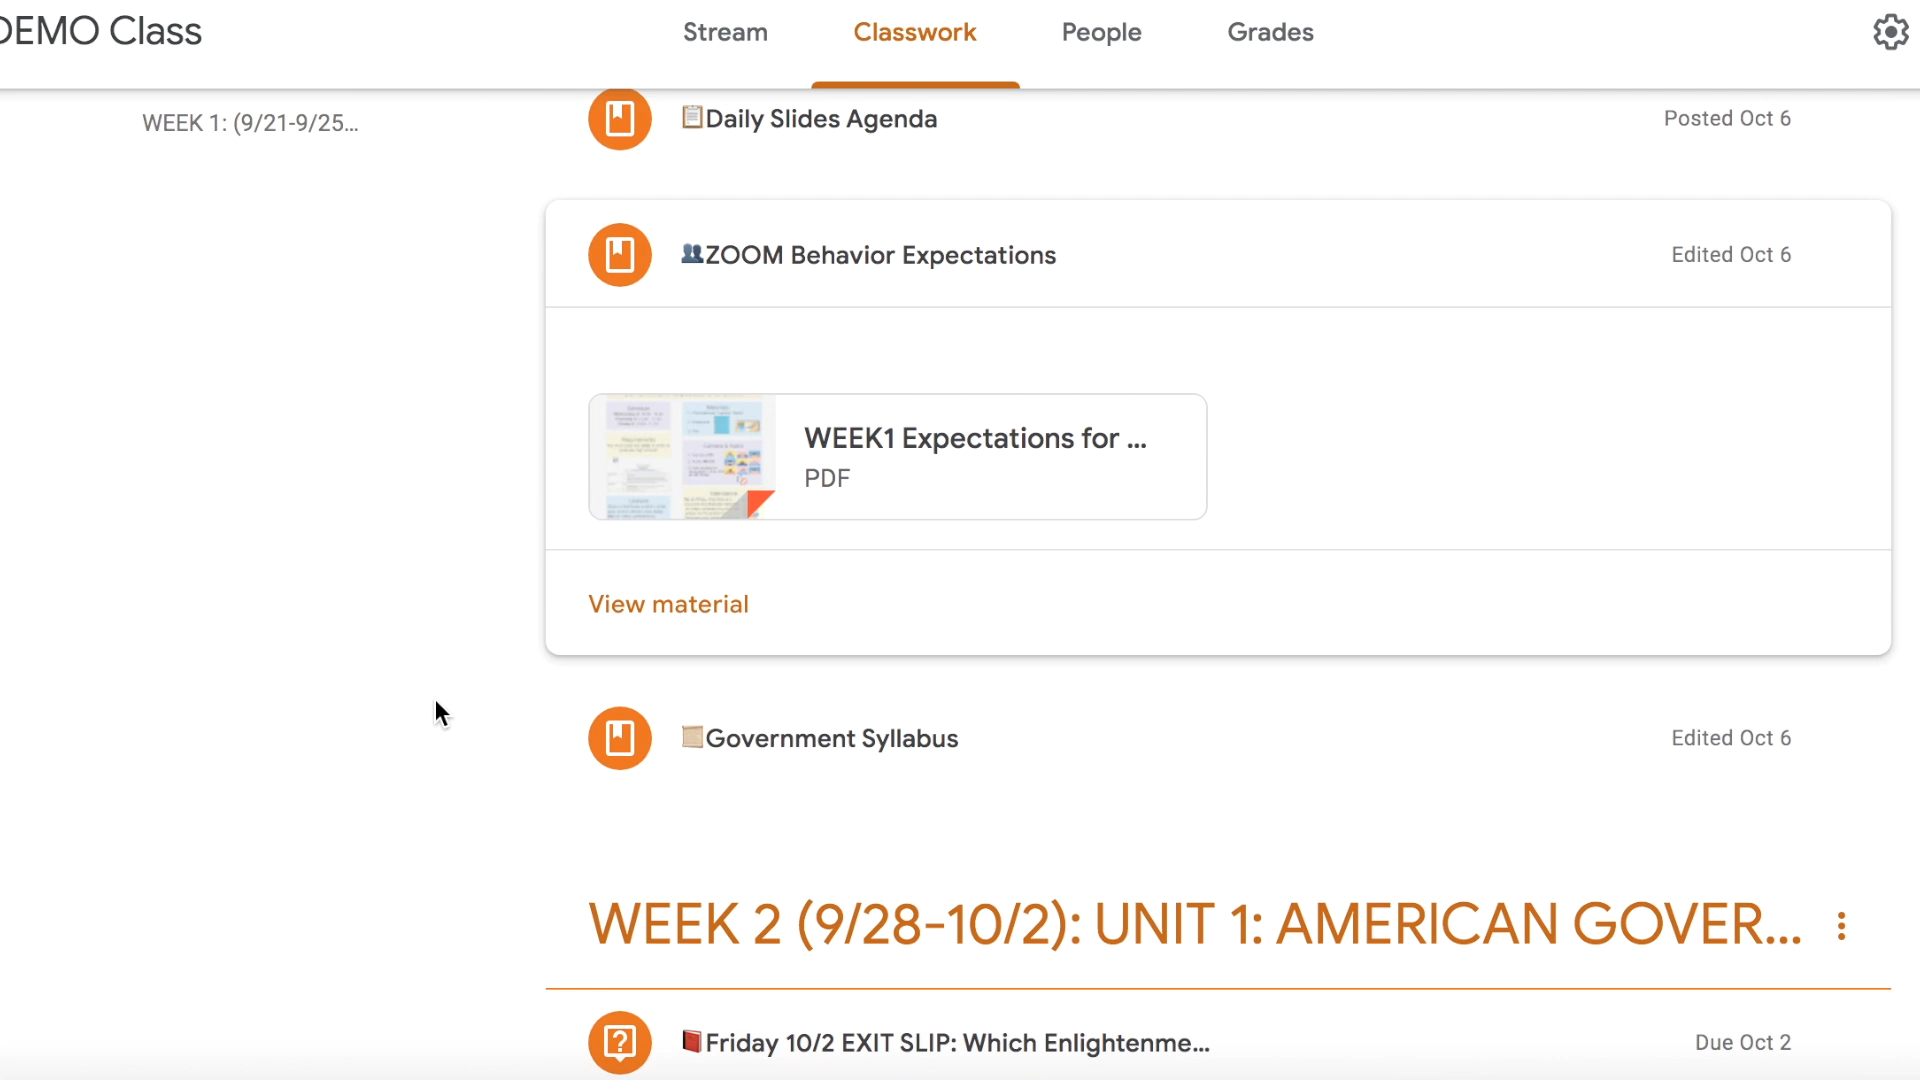 DEMO Class
Stream
Classwork
People
Grades
WEEK 1: (9/21-9/25...
Daily Slides Agenda
Posted Oct 6
ZOOM Behavior Expectations
Edited Oct 6
WEEK1 Expectations for ...
PDF
View material
Government Syllabus
Edited Oct 6
WEEK 2 (9/28-10/2): UNIT 1: AMERICAN GOVER...
Friday 10/2 EXIT SLIP: Which Enlightenme...
Due Oct 2